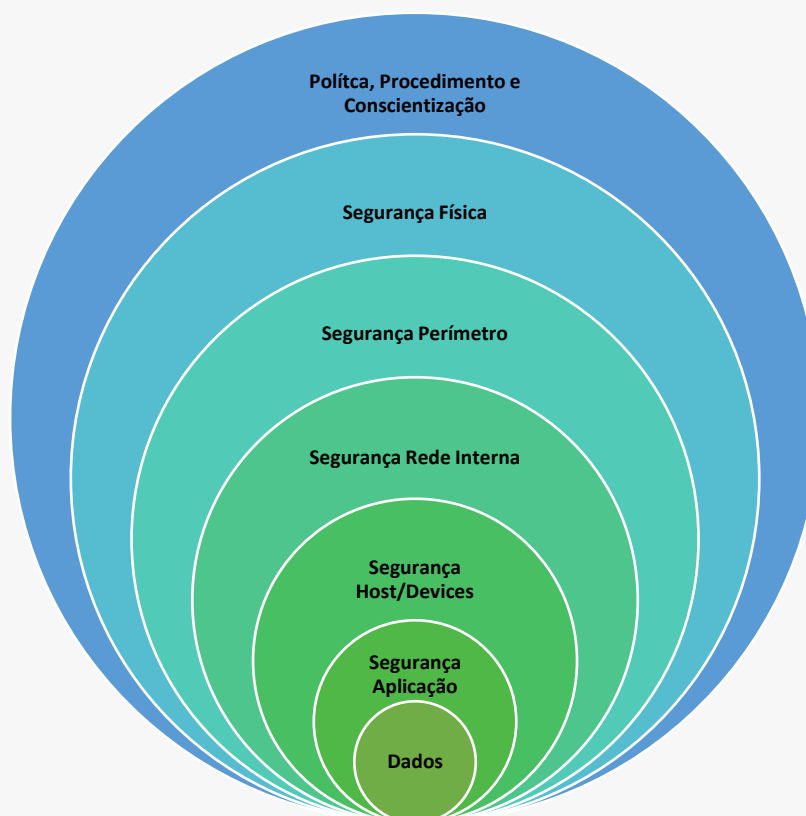 Polítca, Procedimento e
Conscientização
Segurança Física
Segurança Perímetro
Segurança Rede Interna
Segurança
Host/Devices
Segurança
Aplicação
Dados